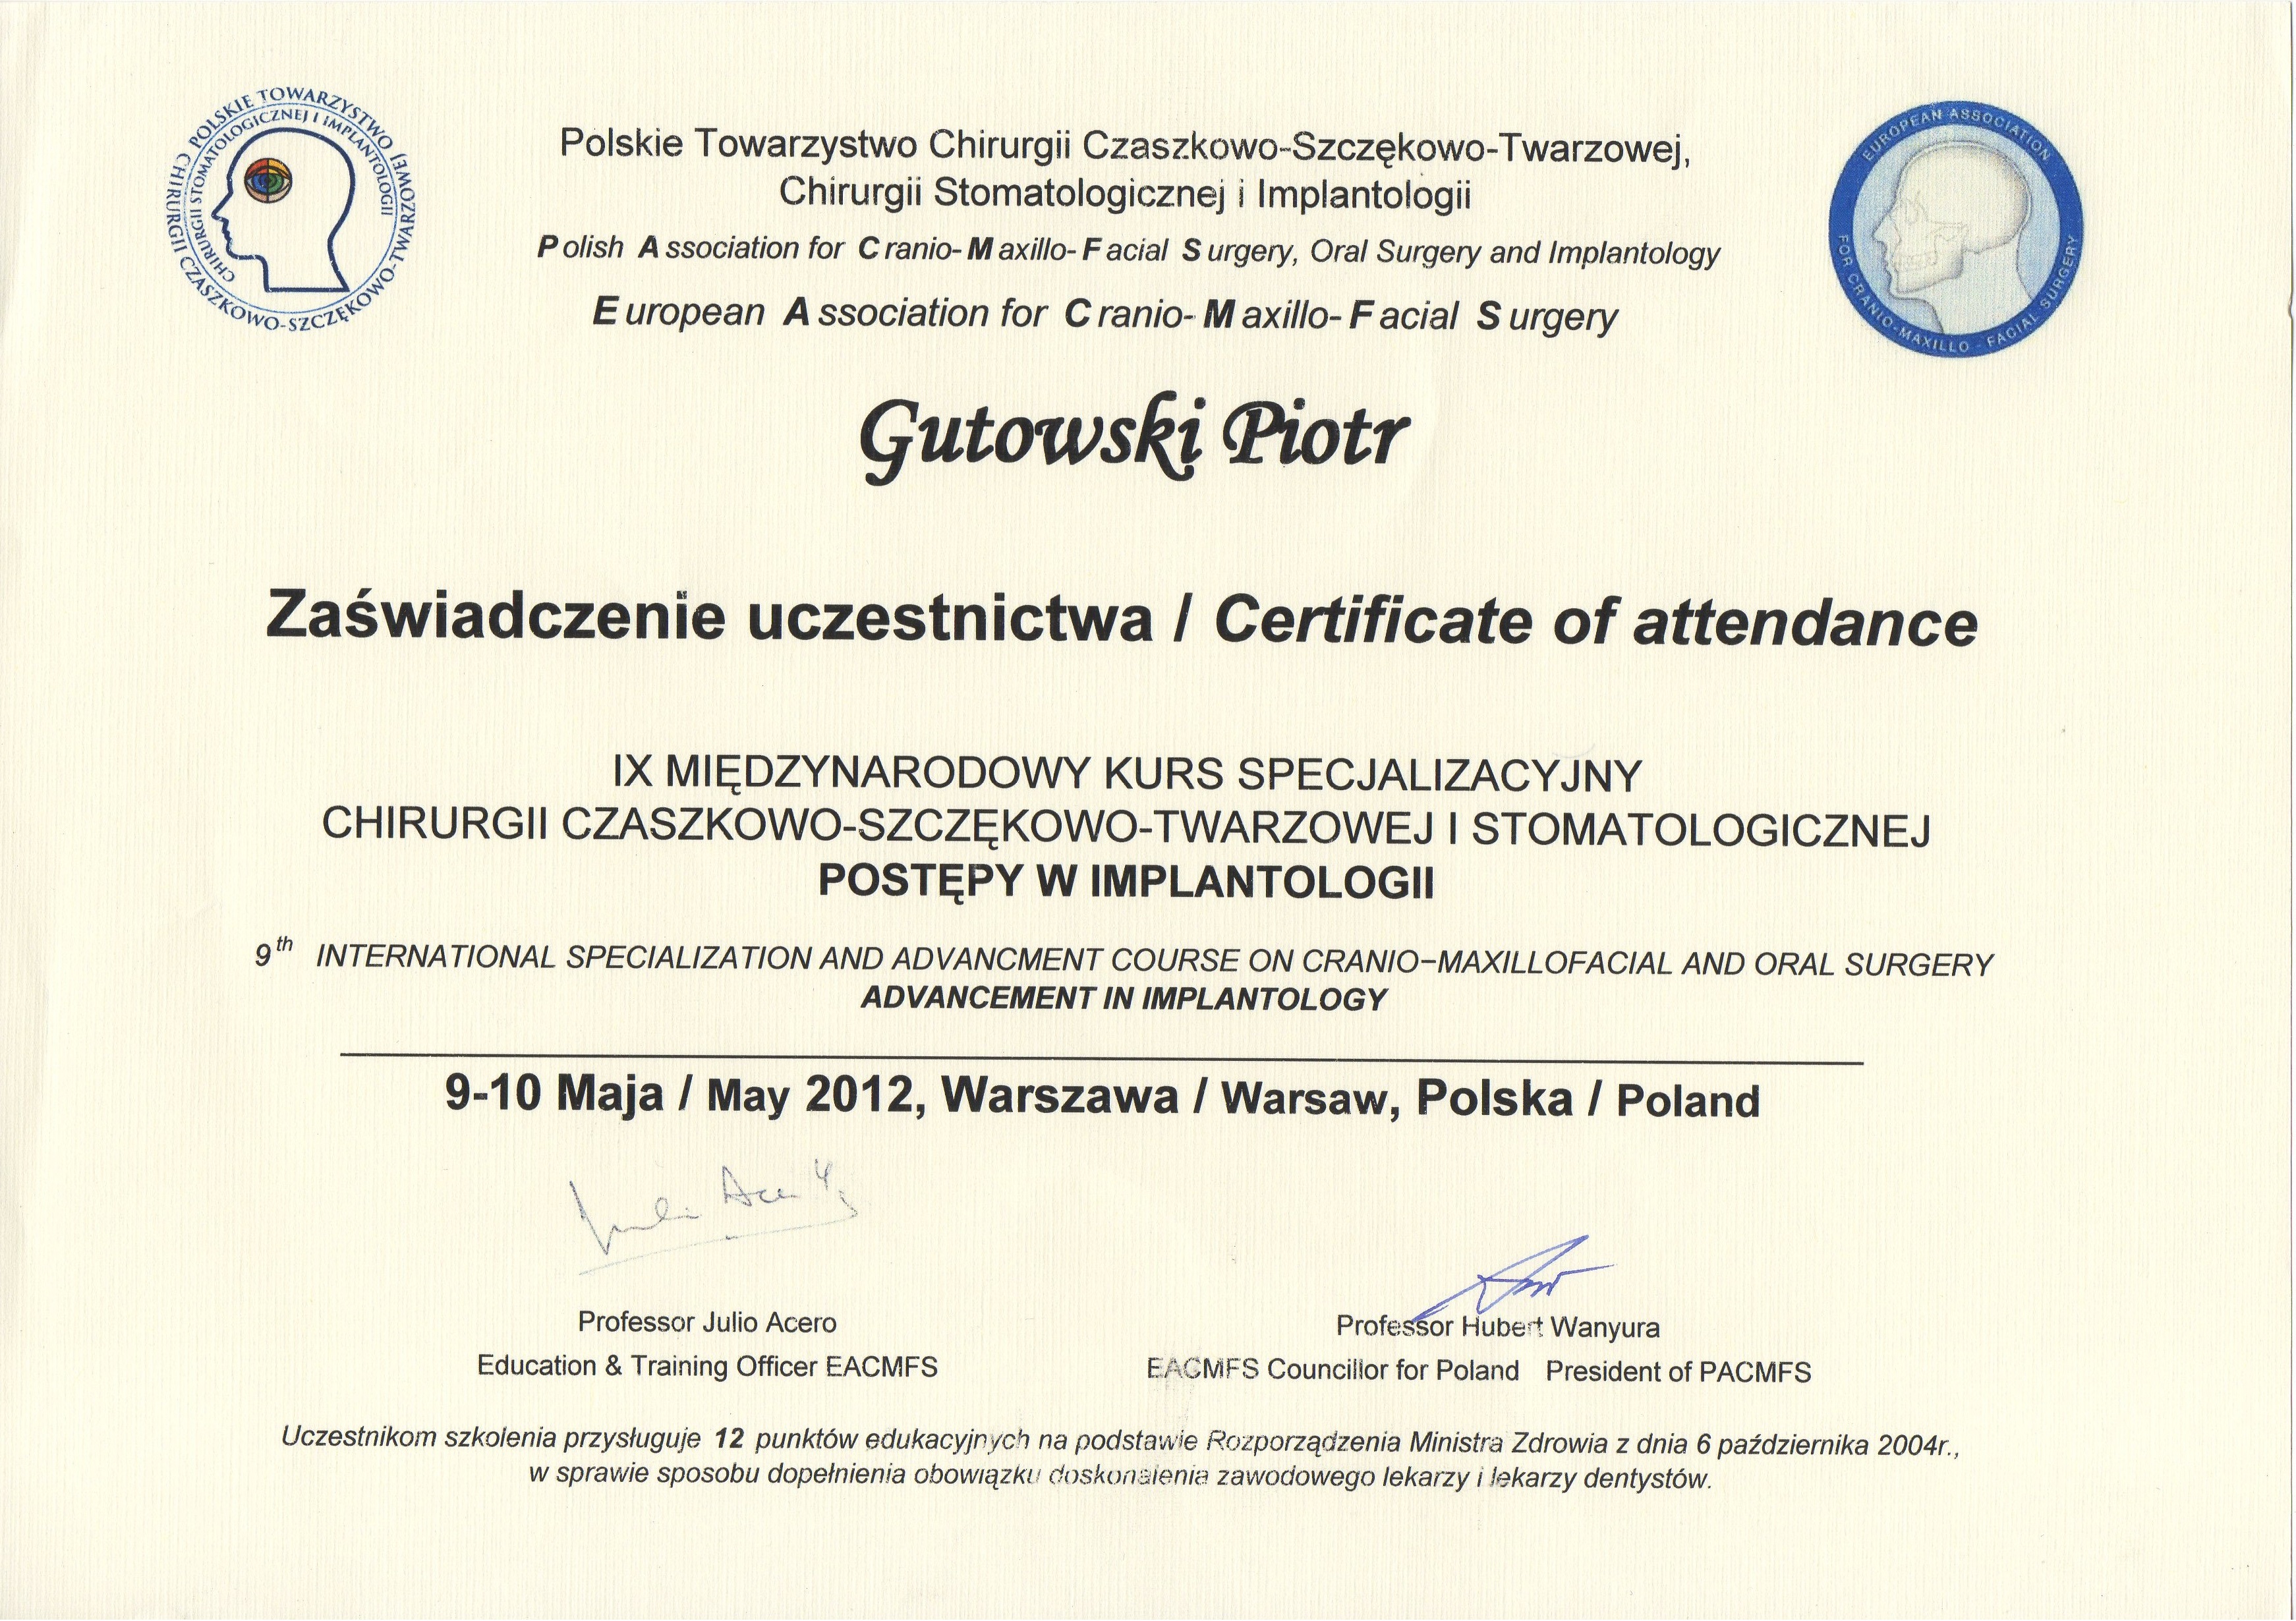 POLSKIE TOWARZYSTWO CHIRURGII CZASZKOWO-SZCZĘKOWO-TWARZOWEJ
CHIRURGII STOMATOLOGICZNEJ I IMPLANTOLOGII
EUROPEAN ASSOCIATION
FOR CRANIO-MAXILLO - FACIAL SURGERY
Polskie Towarzystwo Chirurgii Czaszkowo-Szczękowo-Twarzowej,
Chirurgii Stomatologicznej i Implantologii
Polish Association for Cranio-Maxillo-Facial Surgery, Oral Surgery and Implantology
European Association for Cranio-Maxillo-Facial Surgery
Gutowski Piotr
Zaświadczenie uczestnictwa / Certificate of attendance
IX MIĘDZYNARODOWY KURS SPECJALIZACYJNY
CHIRURGII CZASZKOWO-SZCZĘKOWO-TWARZOWEJ I STOMATOLOGICZNEJ
POSTĘPY W IMPLANTOLOGII
9th INTERNATIONAL SPECIALIZATION AND ADVANCMENT COURSE ON CRANIO–MAXILLOFACIAL AND ORAL SURGERY
ADVANCEMENT IN IMPLANTOLOGY
9-10 Maja / May 2012, Warszawa / Warsaw, Polska / Poland
Professor Julio Acero
Education & Training Officer EACMFS
Professor Hubert Wanyura
EACMFS Councillor for Poland President of PACMFS
Uczestnikom szkolenia przysługuje 12 punktów edukacyjnych na podstawie Rozporządzenia Ministra Zdrowia z dnia 6 października 2004r.,
w sprawie sposobu dopełnienia obowiązku doskonalenia zawodowego lekarzy i lekarzy dentystów.